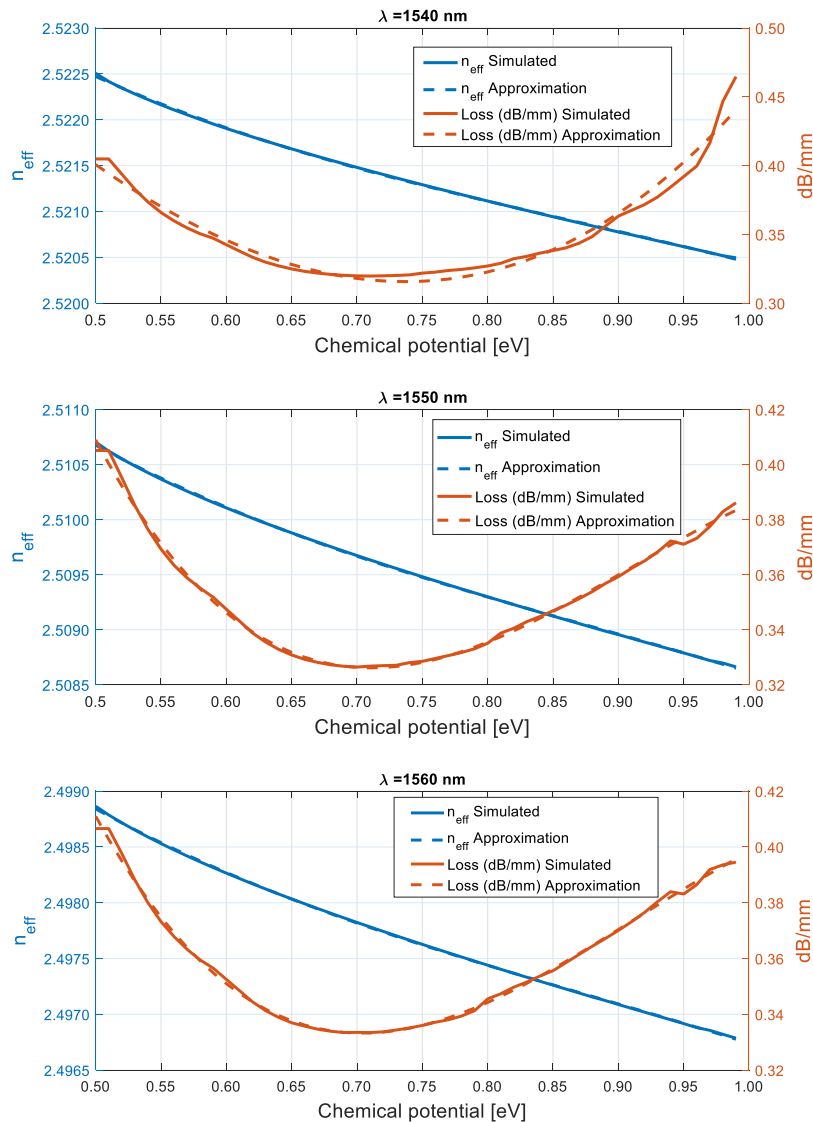 λ =1540 nm
2.5230
2.5225
2.5220
2.5215
2.5210
2.5205
2.5200
n_eff
0.50
0.45
0.40
0.35
0.30
dB/mm
n_eff Simulated
n_eff Approximation
Loss (dB/mm) Simulated
Loss (dB/mm) Approximation
0.5 0.55 0.60 0.65 0.70 0.75 0.80 0.85 0.90 0.95 1.00
Chemical potential [eV]
λ =1550 nm
2.5110
2.5105
2.5100
2.5095
2.5090
2.5085
n_eff
0.42
0.40
0.38
0.36
0.34
0.32
dB/mm
n_eff Simulated
n_eff Approximation
Loss (dB/mm) Simulated
Loss (dB/mm) Approximation
0.5 0.55 0.60 0.65 0.70 0.75 0.80 0.85 0.90 0.95 1.00
Chemical potential [eV]
λ =1560 nm
2.4990
2.4985
2.4980
2.4975
2.4970
2.4965
n_eff
0.42
0.40
0.38
0.36
0.34
0.32
dB/mm
n_eff Simulated
n_eff Approximation
Loss (dB/mm) Simulated
Loss (dB/mm) Approximation
0.50 0.55 0.60 0.65 0.70 0.75 0.80 0.85 0.90 0.95 1.00
Chemical potential [eV]